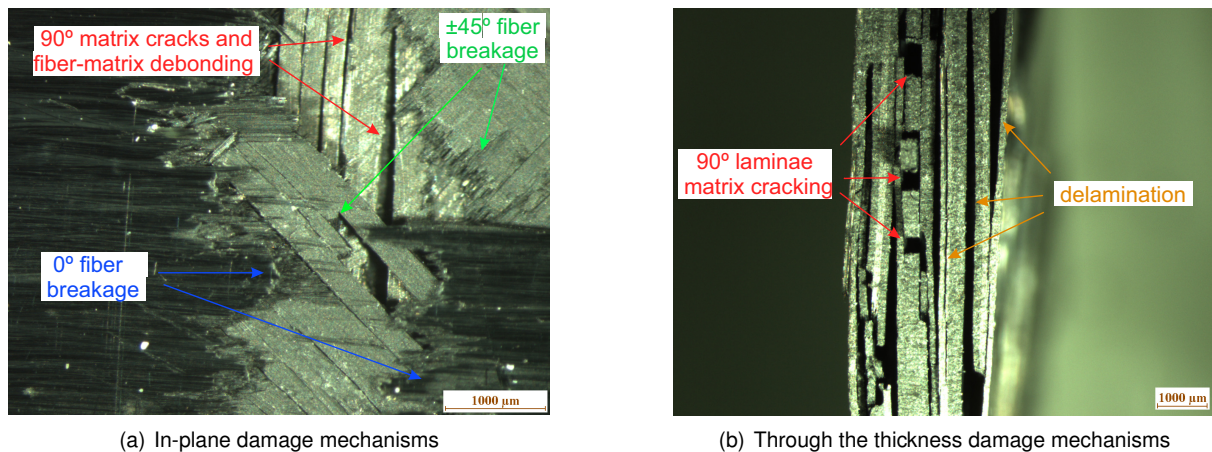 90º matrix cracks and
fiber-matrix debonding
±45º fiber
breakage
0º fiber
breakage
1000 µm
(a) In-plane damage mechanisms
90º laminae
matrix cracking
delamination
1000 µm
(b) Through the thickness damage mechanisms